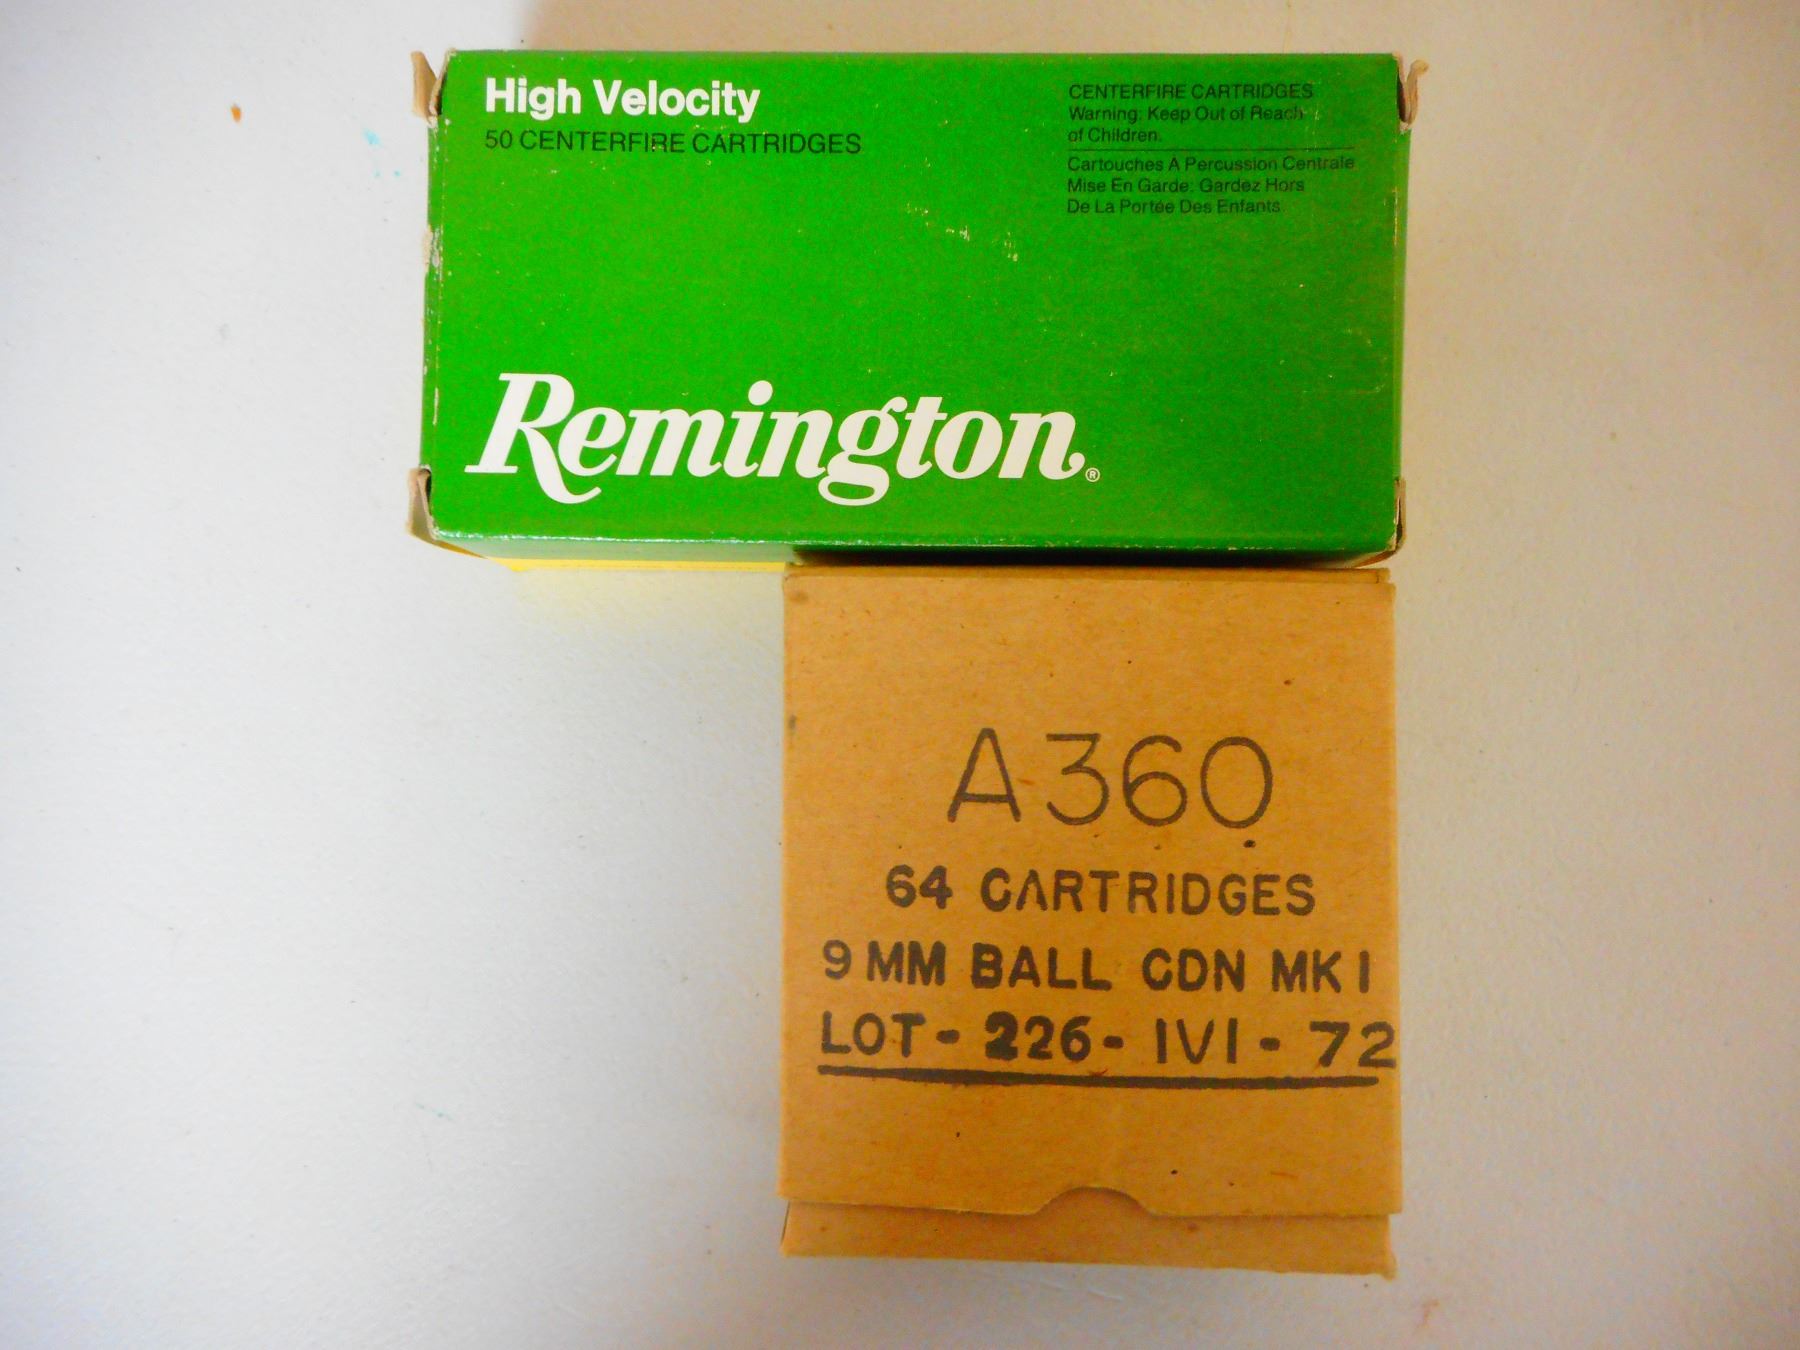 High Velocity
50 CENTERFIRE CARTRIDGES
CENTERFIRE CARTRIDGES
Warning: Keep Out of Reach
of Children.
Cartouches A Percussion Centrale
Mise En Garde: Gardez Hors
De La Portée Des Enfants.
Remington®
A360
64 CARTRIDGES
9 MM BALL CDN MK 1
LOT - 226 - IVI - 72